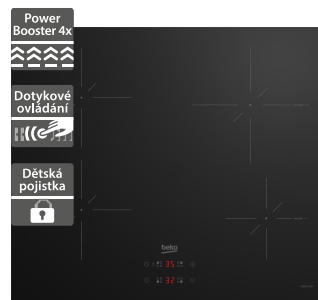 Power
Booster 4x
Dotykové
ovládání
Dětská
pojistka
beko
35
32